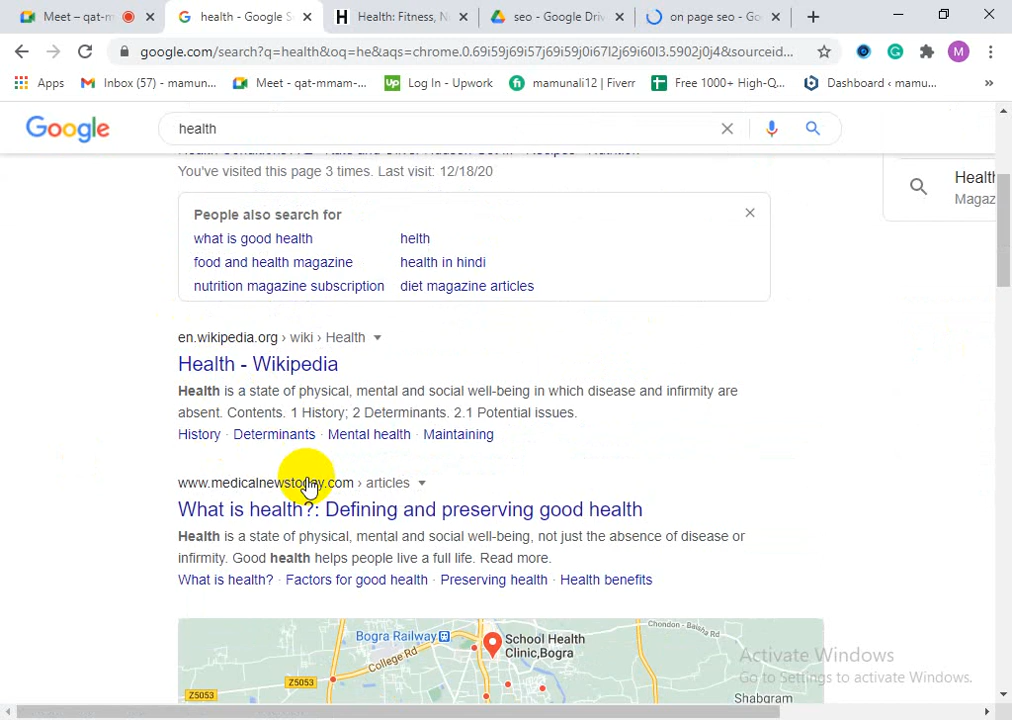 Meet – qat-m
health - Google S
H Health: Fitness, N
seo - Google Driv
on page seo - Go
google.com/search?q=health&oq=he&aqs=chrome.0.69i59j69i57j69i59j0i67l2j69i60l3.5902j0j4&sourceid...
M
Apps
Inbox (57) - mamun...
Meet - qat-mmam-...
Up Log In - Upwork
fi mamunali12 | Fiverr
Free 1000+ High-Q...
Dashboard ‹ mamu...
»
Google
health
You've visited this page 3 times. Last visit: 12/18/20
Health
Magaz
People also search for
what is good health
helth
food and health magazine
health in hindi
nutrition magazine subscription
diet magazine articles
en.wikipedia.org › wiki › Health
Health - Wikipedia
Health is a state of physical, mental and social well-being in which disease and infirmity are
absent. Contents. 1 History; 2 Determinants. 2.1 Potential issues.
History · Determinants · Mental health · Maintaining
www.medicalnewstoday.com › articles
What is health?: Defining and preserving good health
Health is a state of physical, mental and social well-being, not just the absence of disease or
infirmity. Good health helps people live a full life. Read more.
What is health? · Factors for good health · Preserving health · Health benefits
Bogra Railway
School Health
Clinic,Bogra
Chondon - Baisha Rd
College Rd
Z5053
Z5053
Shabgram
Activate Windows
Go to Settings to activate Windows.